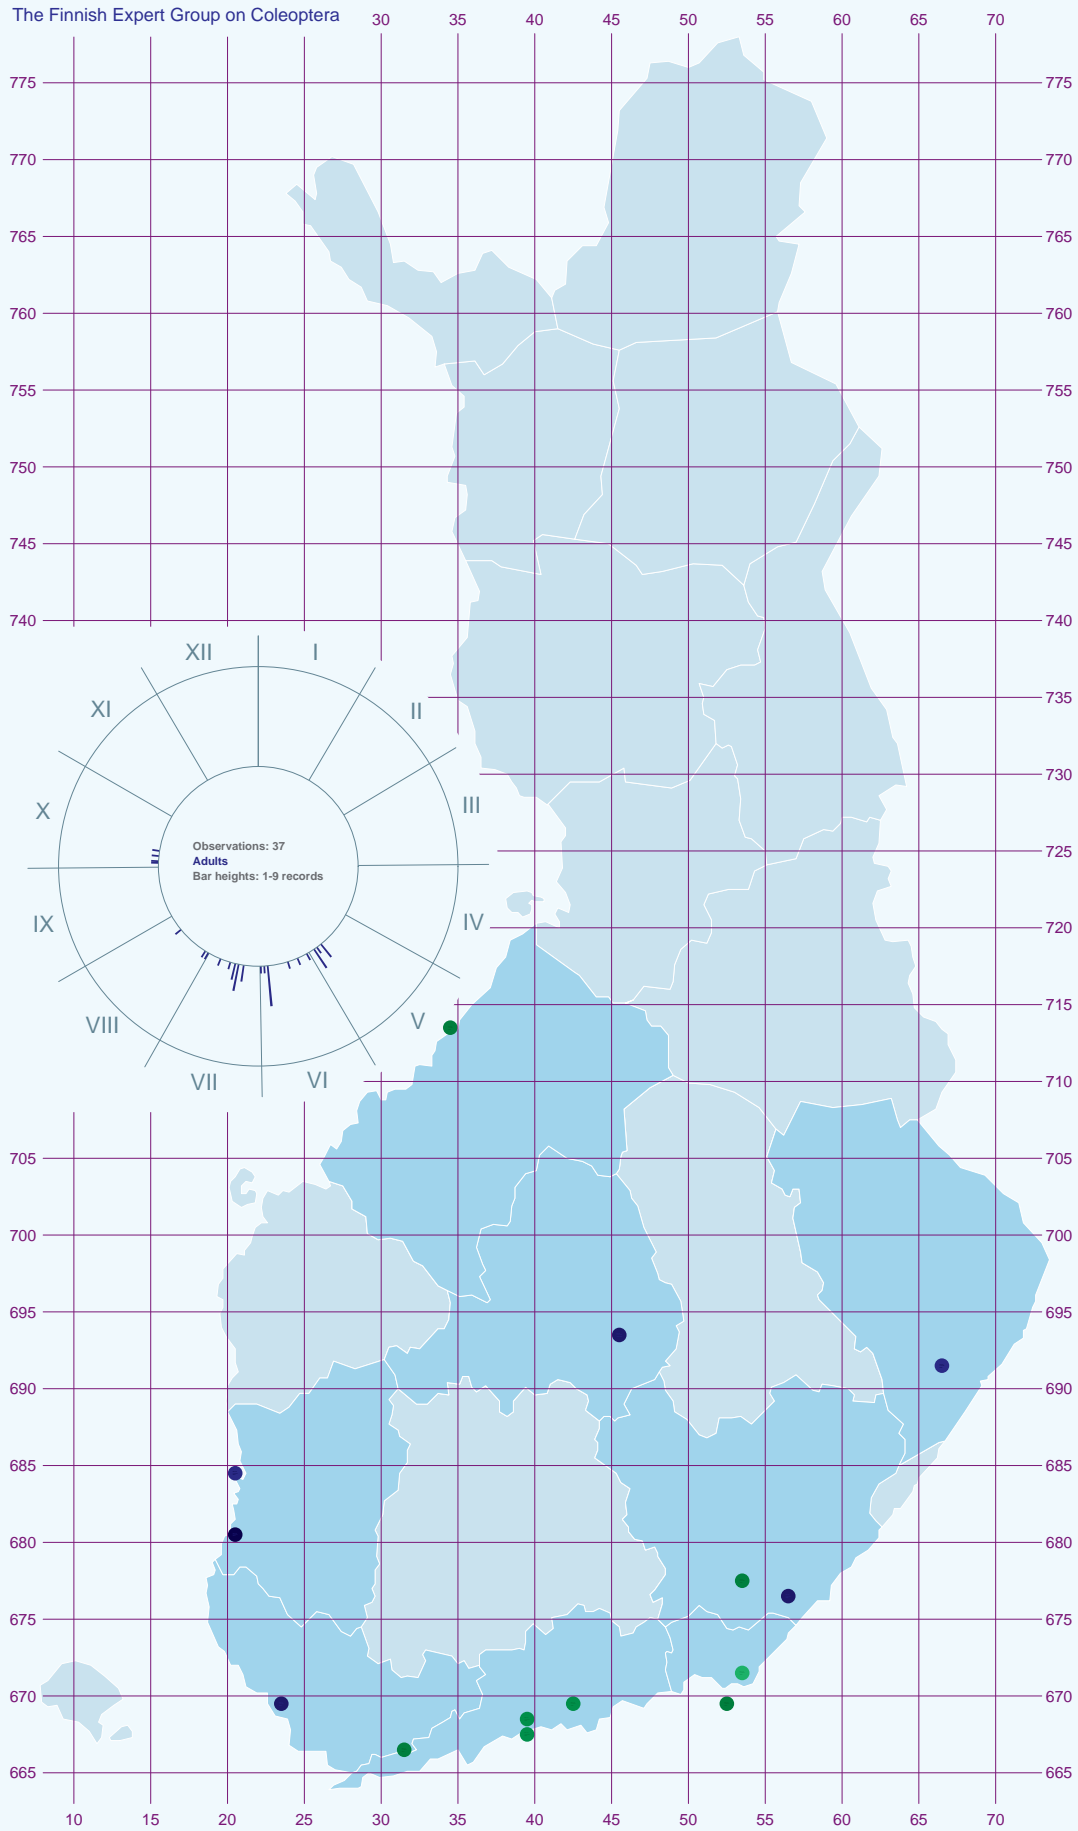 The Finnish Expert Group on Coleoptera 30 35 40 45 50 55 60 65 70
775 775
770 770
765 765
760 760
755 755
750 750
745 745
740 740
XII I
XI II
735
730
X III
Observations: 37
Adults
Bar heights: 1-9 records
725
IX IV
720
715
VIII V
VII VI
710
705 705
700 700
695 695
690 690
685 685
680 680
675 675
670 670
665 665
10 15 20 25 30 35 40 45 50 55 60 65 70